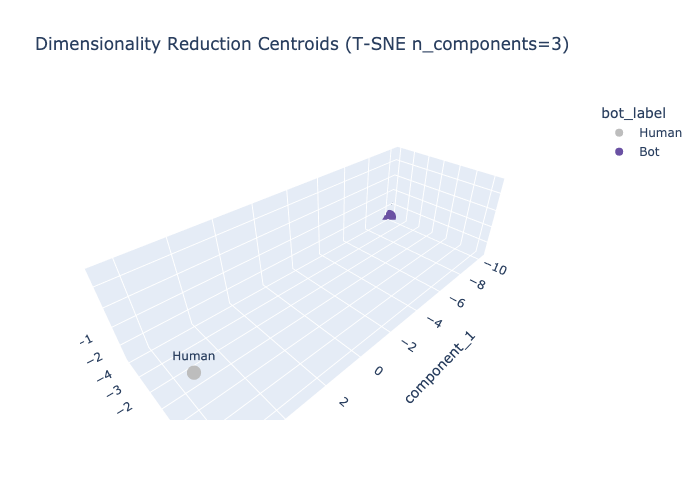 Dimensionality Reduction Centroids (T-SNE n_components=3)
bot_label
Human
Bot
−10
−8
−6
−4
−2
0
2
component_1
−1
−2
−4
−3
−2
Human